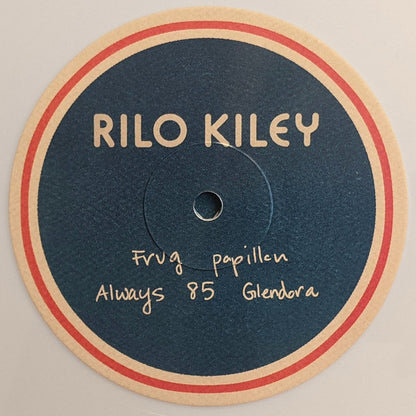 RILO KILEY
Frug papillon
Always 85 Glendora